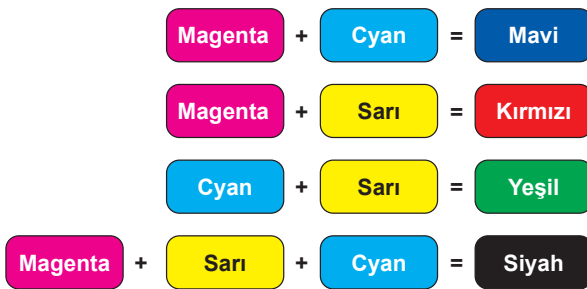 Magenta + Cyan = Mavi
Magenta + Sarı = Kırmızı
Cyan + Sarı = Yeşil
Magenta + Sarı + Cyan = Siyah